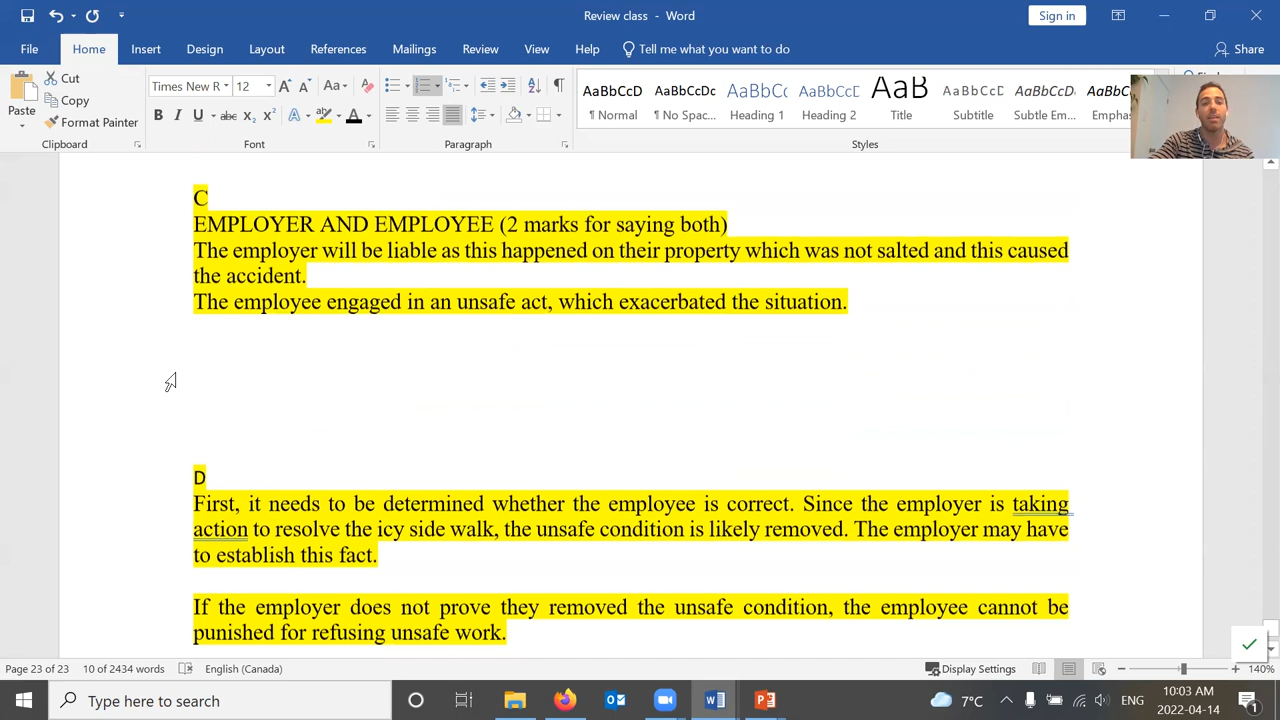 Review class - Word
Sign in
File Home Insert Design Layout References Mailings Review View Help Tell me what you want to do Share
Paste Cut Copy Format Painter
Times New R 12 Aa
AaBbCcD AaBbCcDc AaBbCc AaBbCcD AaB AaBbCcD AaBbCcD AaBbCc
¶ Normal ¶ No Spac... Heading 1 Heading 2 Title Subtitle Subtle Em... Emphas
Clipboard Font Paragraph Styles
C
EMPLOYER AND EMPLOYEE (2 marks for saying both)
The employer will be liable as this happened on their property which was not salted and this caused
the accident.
The employee engaged in an unsafe act, which exacerbated the situation.
D
First, it needs to be determined whether the employee is correct. Since the employer is taking
action to resolve the icy side walk, the unsafe condition is likely removed. The employer may have
to establish this fact.
If the employer does not prove they removed the unsafe condition, the employee cannot be
punished for refusing unsafe work.
Page 23 of 23 10 of 2434 words English (Canada) Display Settings 140%
Type here to search 7°C ENG 10:03 AM
2022-04-14